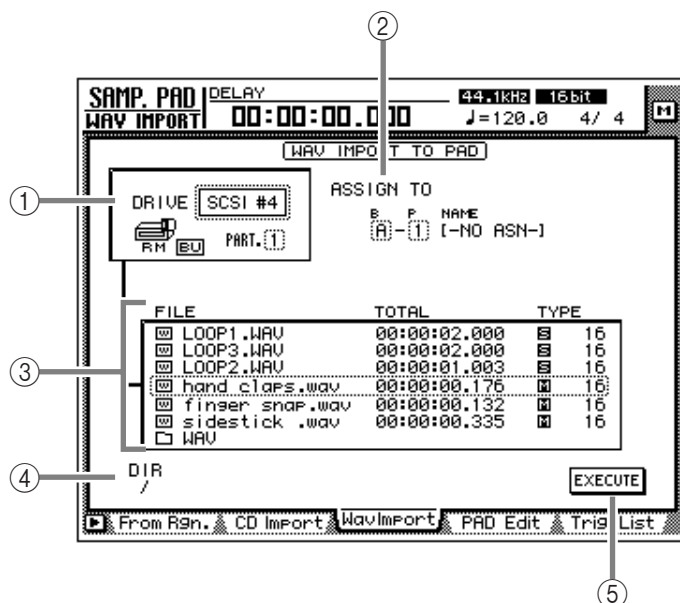 ②
SAMP. PAD DELAY 44.1kHz 16bit M
WAV IMPORT 00:00:00.000 ♩=120.0 4/ 4
WAV IMPORT TO PAD
①
DRIVE SCSI #4
RM BU PART. 1
ASSIGN TO
B P NAME
A-1 [-NO ASN-]
FILE TOTAL TYPE
③
W LOOP1.WAV 00:00:02.000 S 16
W LOOP3.WAV 00:00:02.000 S 16
W LOOP2.WAV 00:00:01.003 S 16
W hand claps.wav 00:00:00.176 M 16
W finger snap.wav 00:00:00.132 M 16
W sidestick .wav 00:00:00.335 M 16
WAV
④
DIR
/
EXECUTE
From Rgn. CD Import WavImport PAD Edit Trig List
⑤